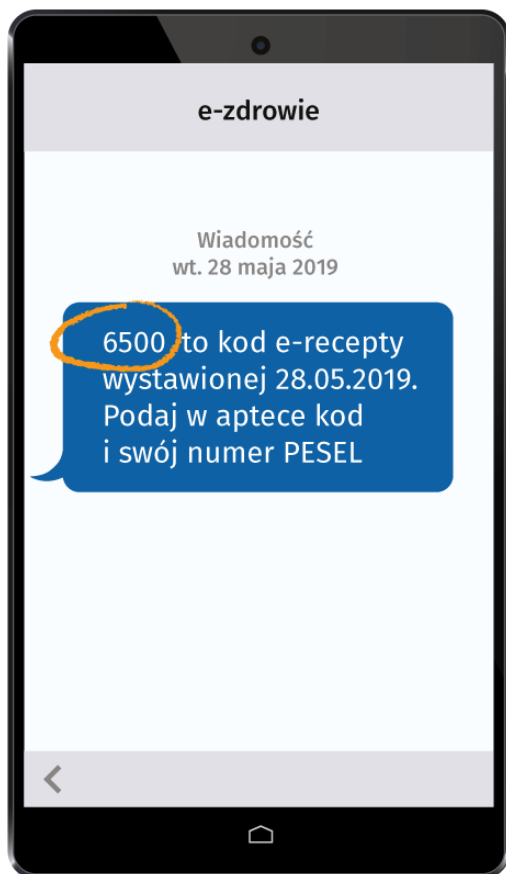 e-zdrowie
Wiadomość
wt. 28 maja 2019
6500 to kod e-recepty
wystawionej 28.05.2019.
Podaj w aptece kod
i swój numer PESEL